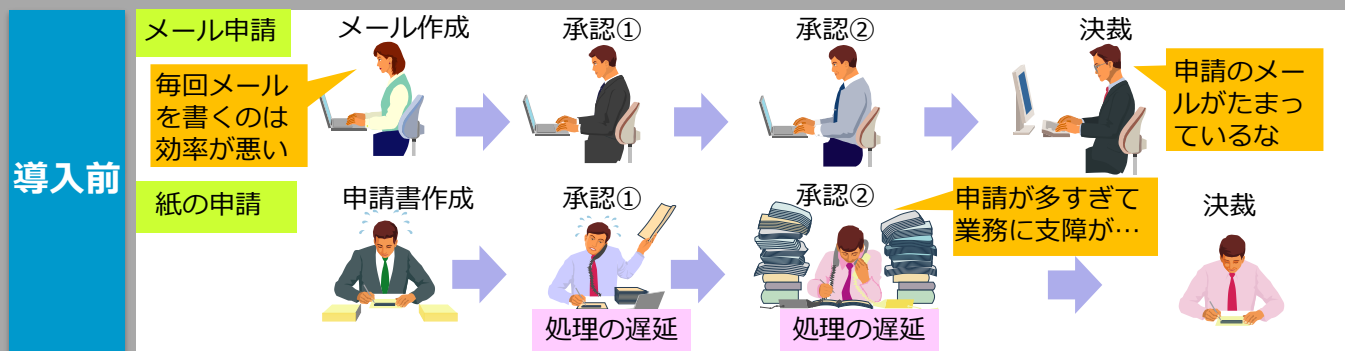 導入前
メール申請
メール作成
承認①
承認②
決裁
毎回メール
を書くのは
効率が悪い
申請のメー
ルがたまっ
ているな
紙の申請
申請書作成
承認①
承認②
申請が多すぎて
業務に支障が…
決裁
処理の遅延
処理の遅延